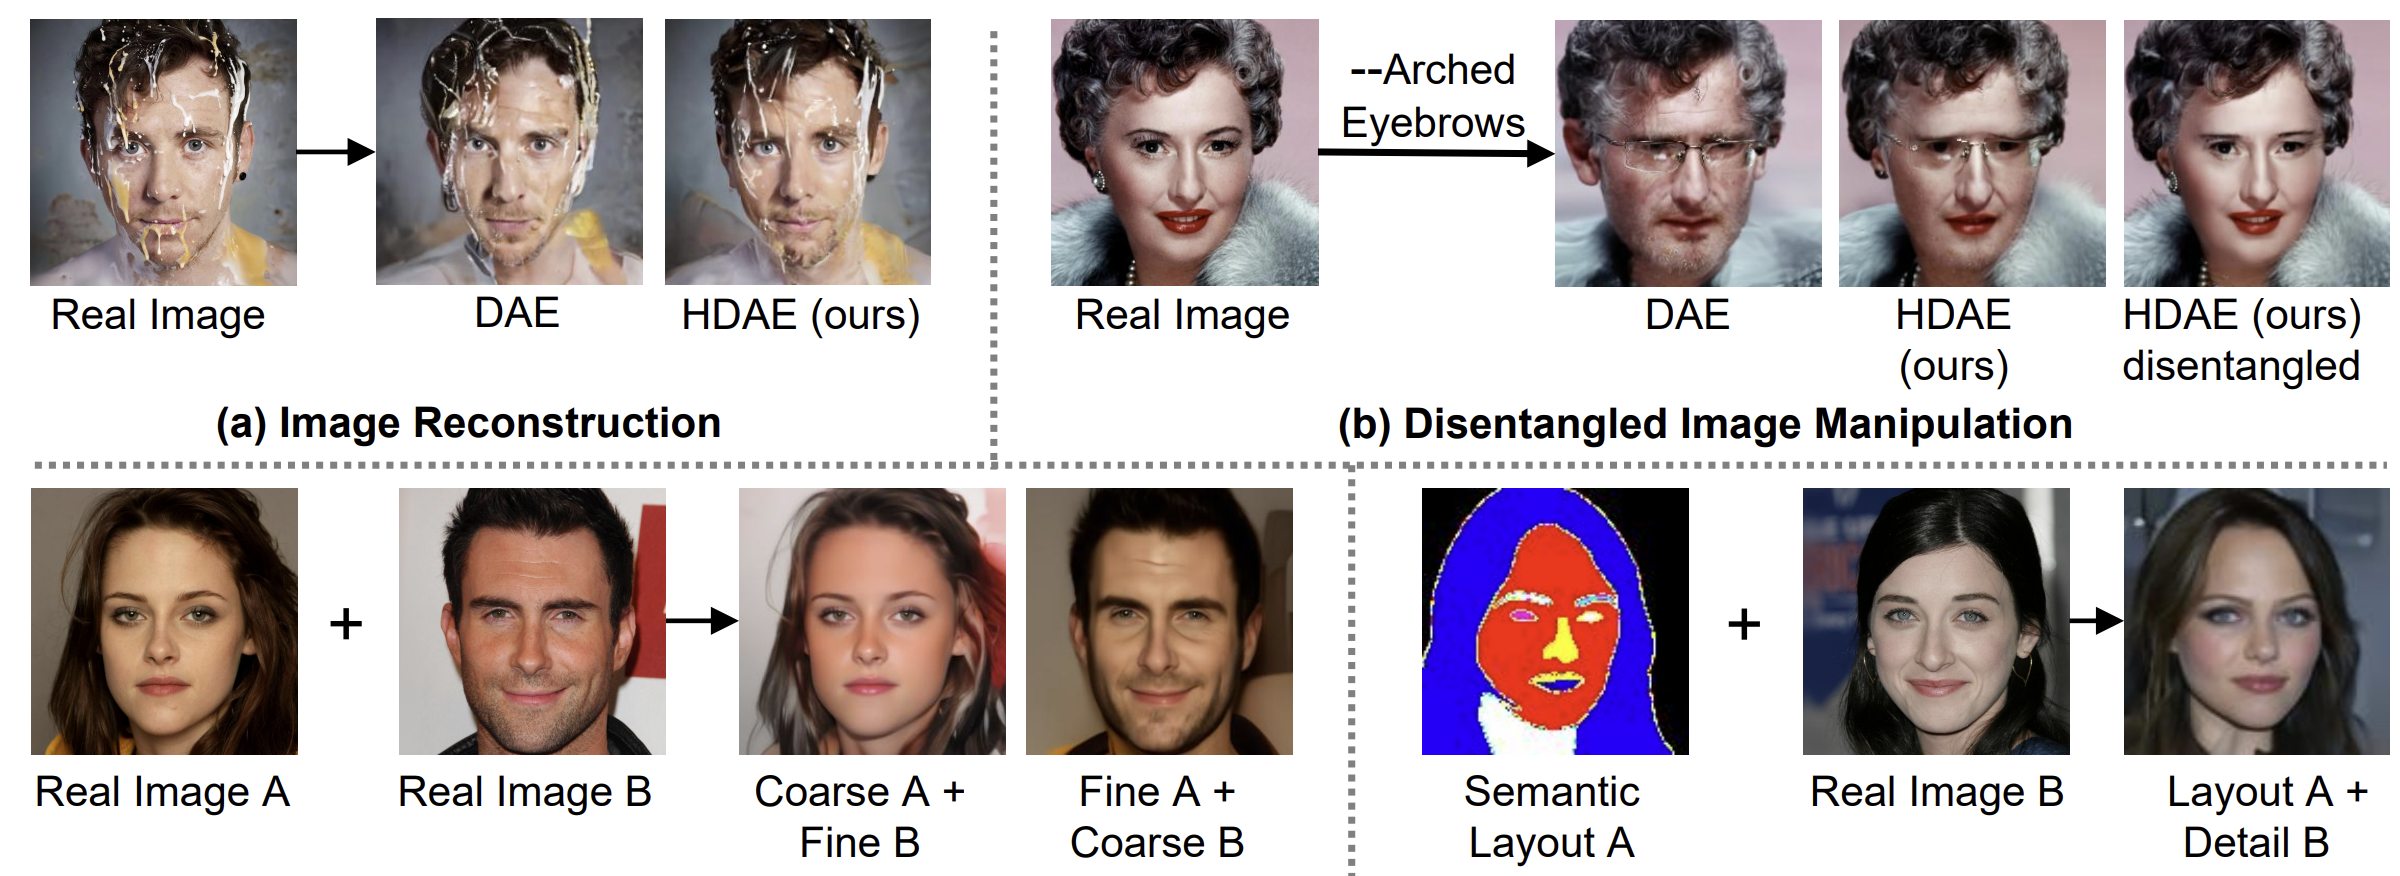 Real Image
DAE
HDAE (ours)
(a) Image Reconstruction
Real Image
--Arched
Eyebrows
DAE
HDAE
(ours)
HDAE (ours)
disentangled
(b) Disentangled Image Manipulation
Real Image A
+
Real Image B
Coarse A +
Fine B
Fine A +
Coarse B
Semantic
Layout A
+
Real Image B
Layout A +
Detail B